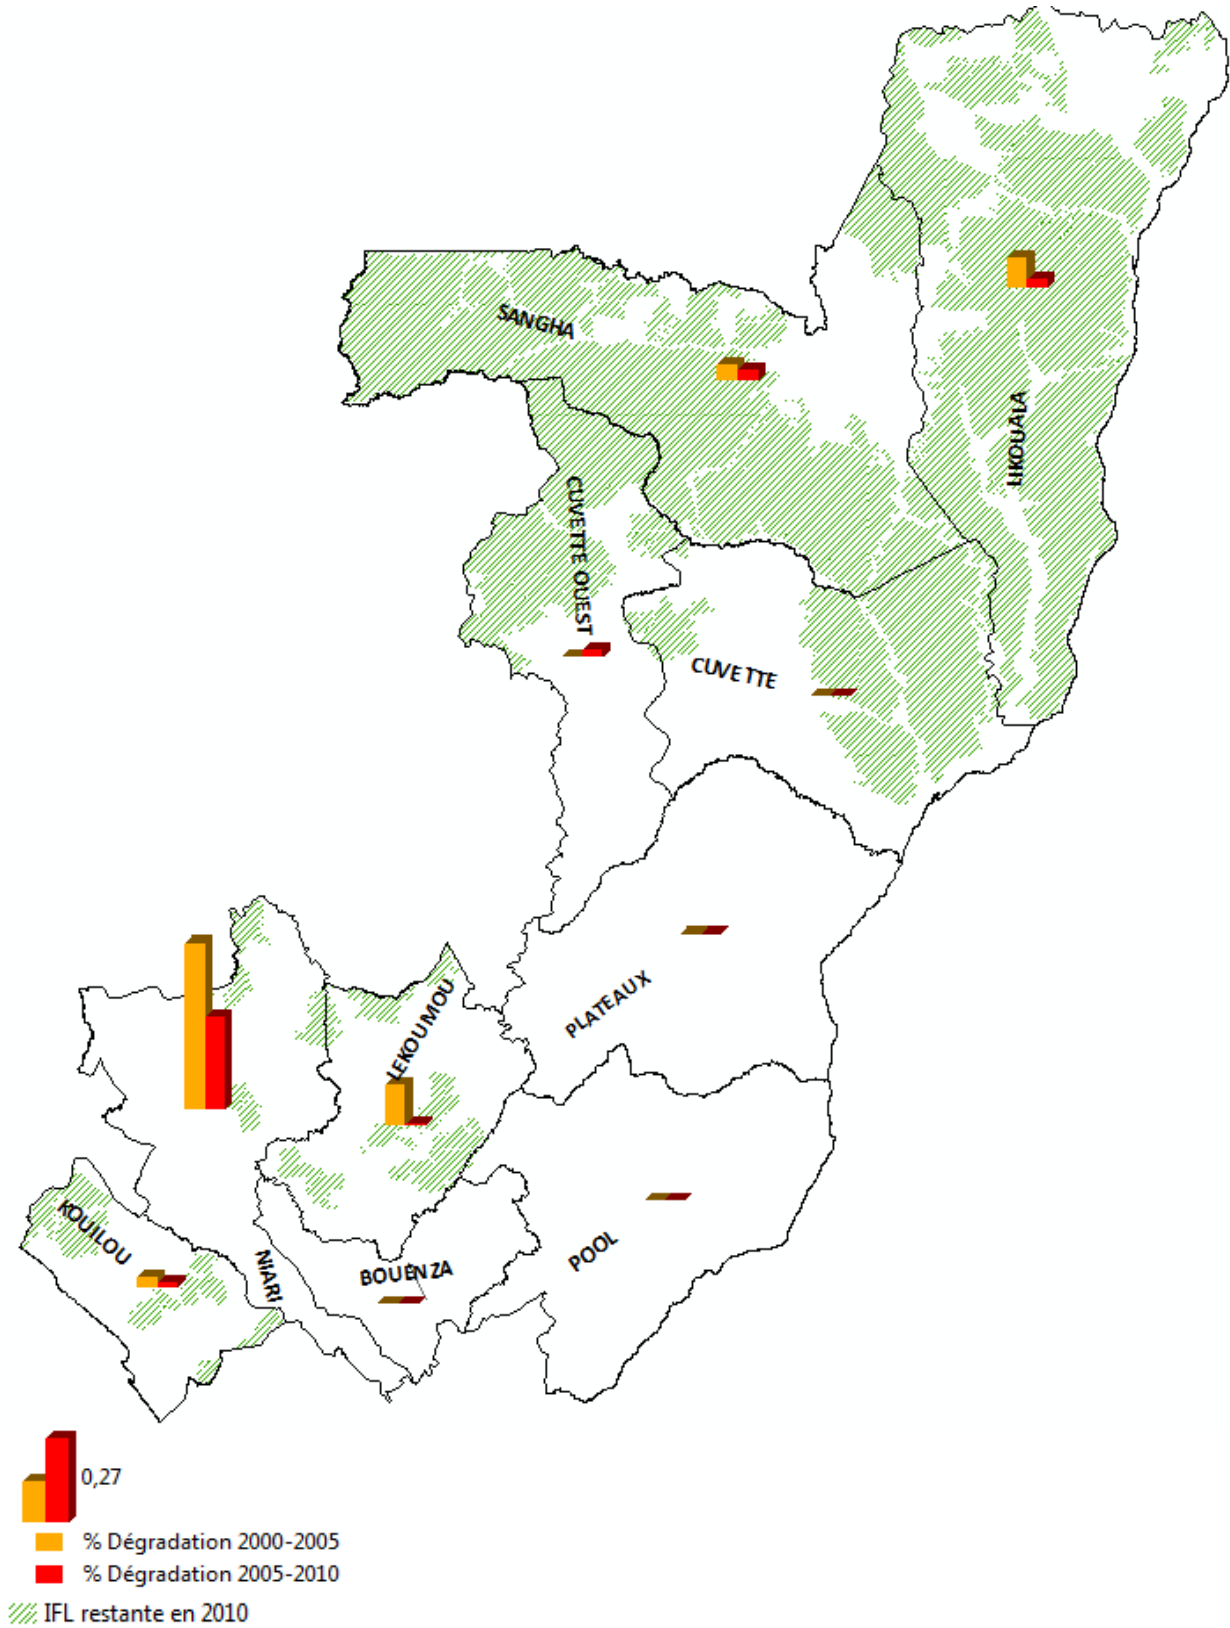 SANGHA
LIKOUALA
CUVETTE OUEST
CUVETTE
PLATEAUX
LEKOUMOU
KOUILOU
NIARI
BOUENZA
POOL
0,27
% Dégradation 2000-2005
% Dégradation 2005-2010
IFL restante en 2010